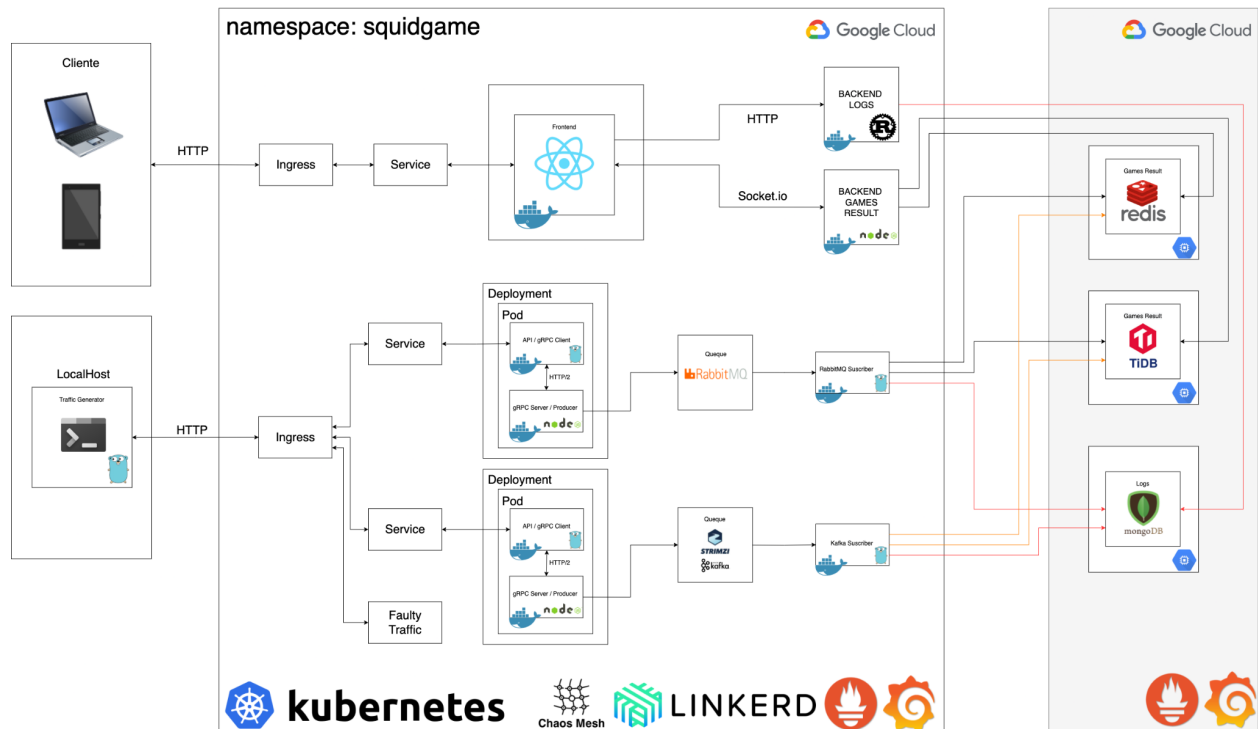 namespace: squidgame
Google Cloud
Google Cloud
Cliente
HTTP
Ingress
Service
Frontend
HTTP
Socket.io
BACKEND
LOGS
R
BACKEND
GAMES
RESULT
node
Games Result
redis
LocalHost
Traffic Generator
HTTP
Ingress
Service
Deployment
Pod
API / gRPC Client
HTTP/2
gRPC Server / Producer
node
Queque
RabbitMQ
RabbitMQ Suscriber
Games Result
TiDB
Service
Deployment
Pod
API / gRPC Client
HTTP/2
gRPC Server / Producer
node
Queque
STRIMZI
kafka
Kafka Suscriber
Logs
mongoDB
Faulty
Traffic
kubernetes
Chaos Mesh
LINKERD